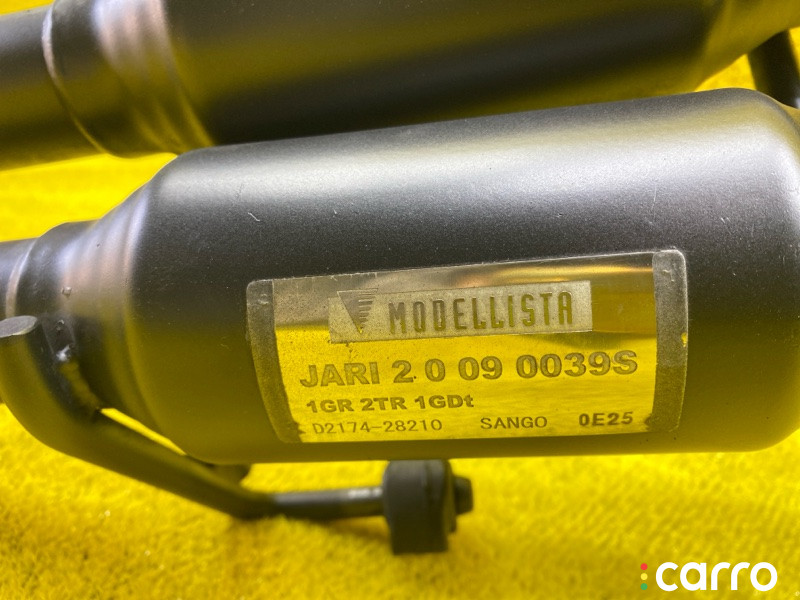 MODELLISTA
JARI 2 0 09 0039S
1GR 2TR 1GDt
D2174-28210 SANGO 0E25
carro